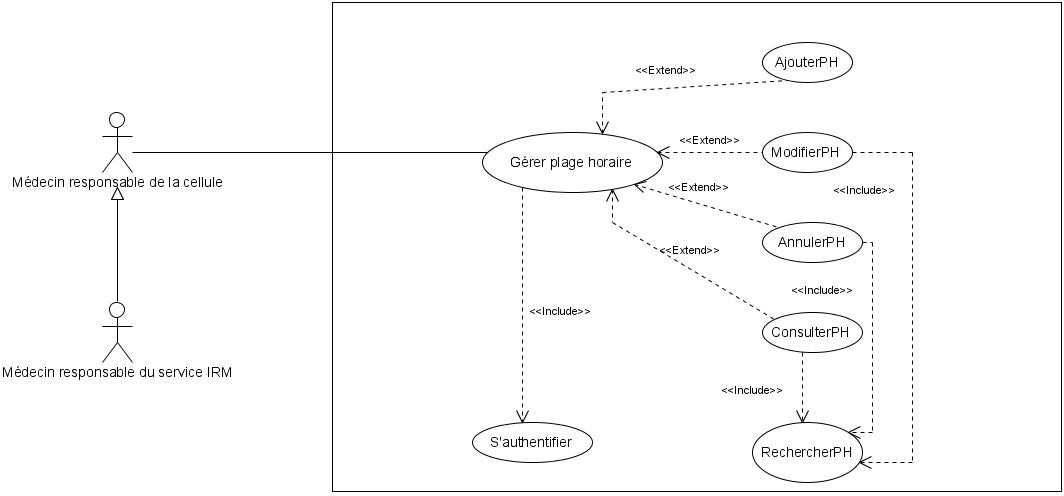 AjouterPH
<<Extend>>
<<Extend>>
ModifierPH
Gérer plage horaire
Médecin responsable de la cellule
<<Extend>>
<<Include>>
AnnulerPH
<<Extend>>
<<Include>>
<<Include>>
ConsulterPH
Médecin responsable du service IRM
<<Include>>
S'authentifier
RechercherPH